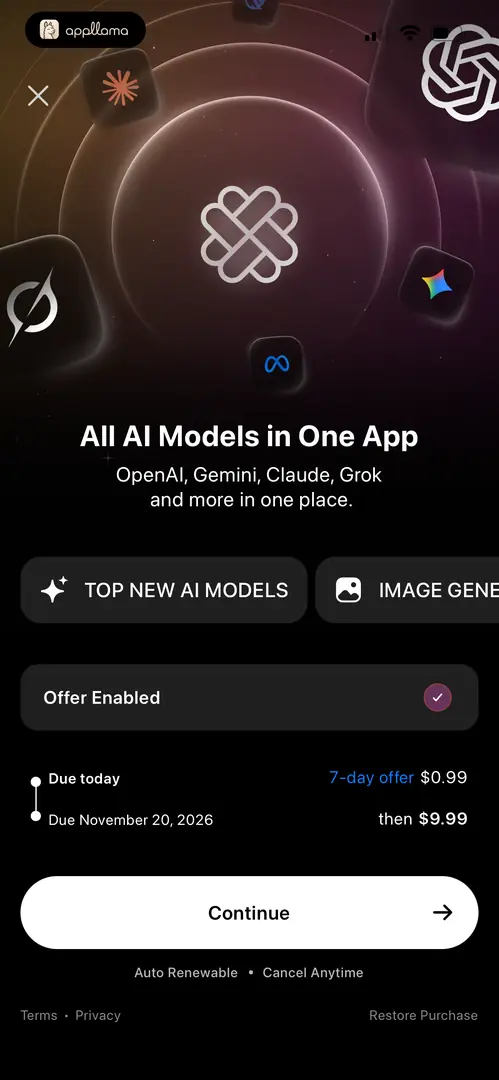 appllama
All AI Models in One App
OpenAI, Gemini, Claude, Grok
and more in one place.
TOP NEW AI MODELS
IMAGE GENE
Offer Enabled
Due today
7-day offer $0.99
Due November 20, 2026
then $9.99
Continue
Auto Renewable • Cancel Anytime
Terms • Privacy
Restore Purchase